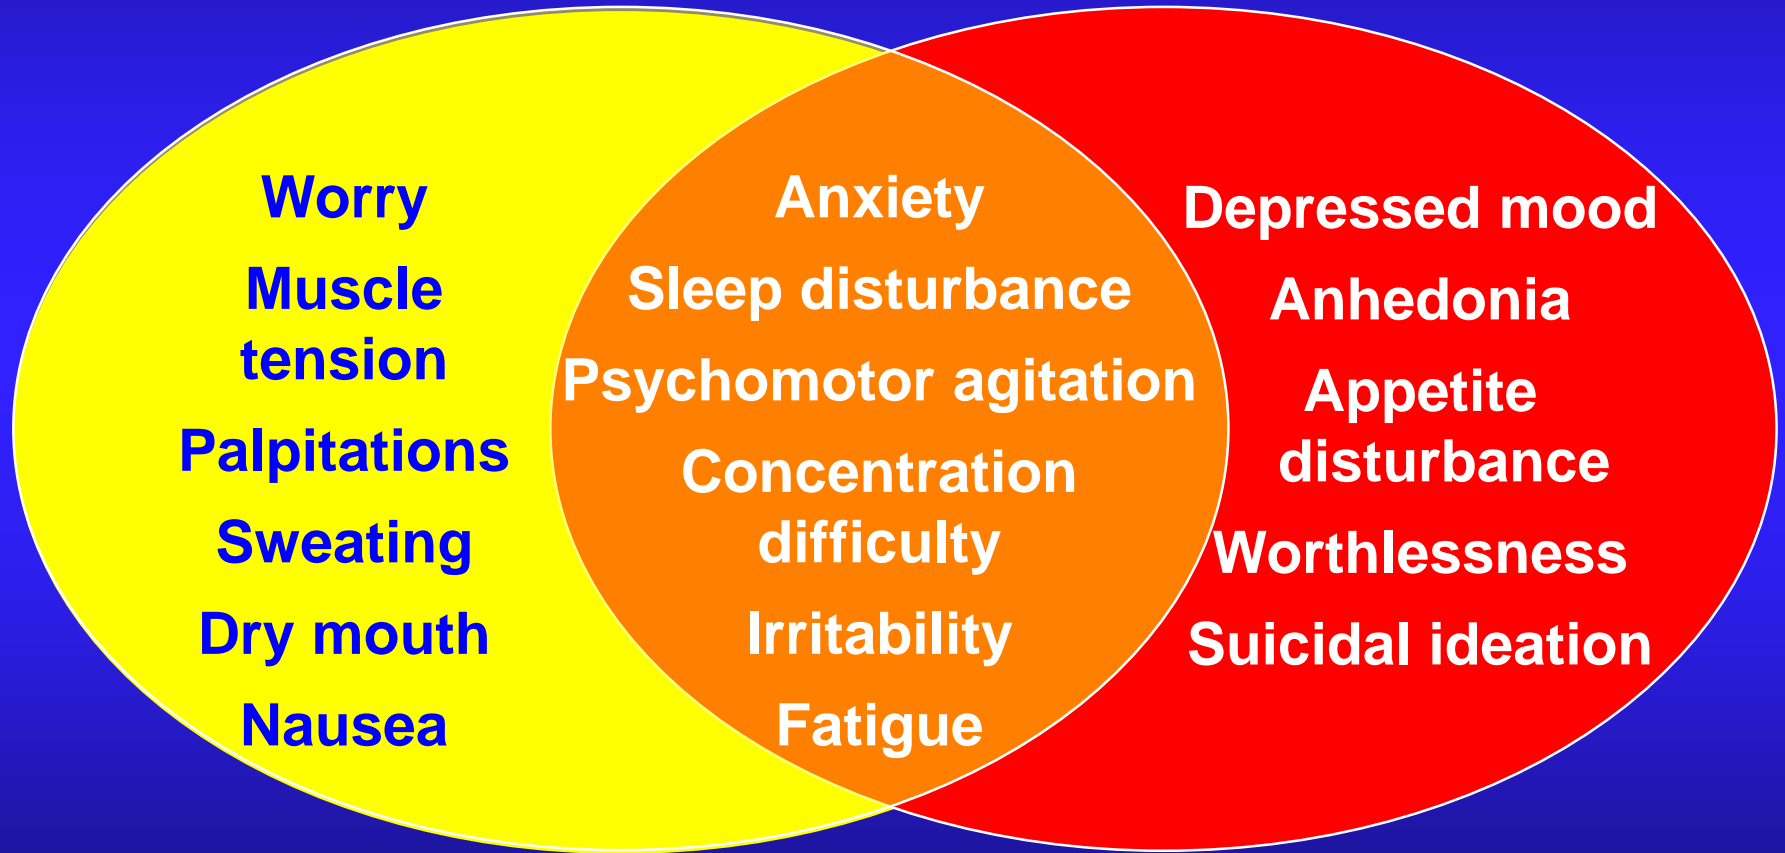 Worry
Muscle
tension
Palpitations
Sweating
Dry mouth
Nausea
Anxiety
Sleep disturbance
Psychomotor agitation
Concentration
difficulty
Irritability
Fatigue
Depressed mood
Anhedonia
Appetite
disturbance
Worthlessness
Suicidal ideation